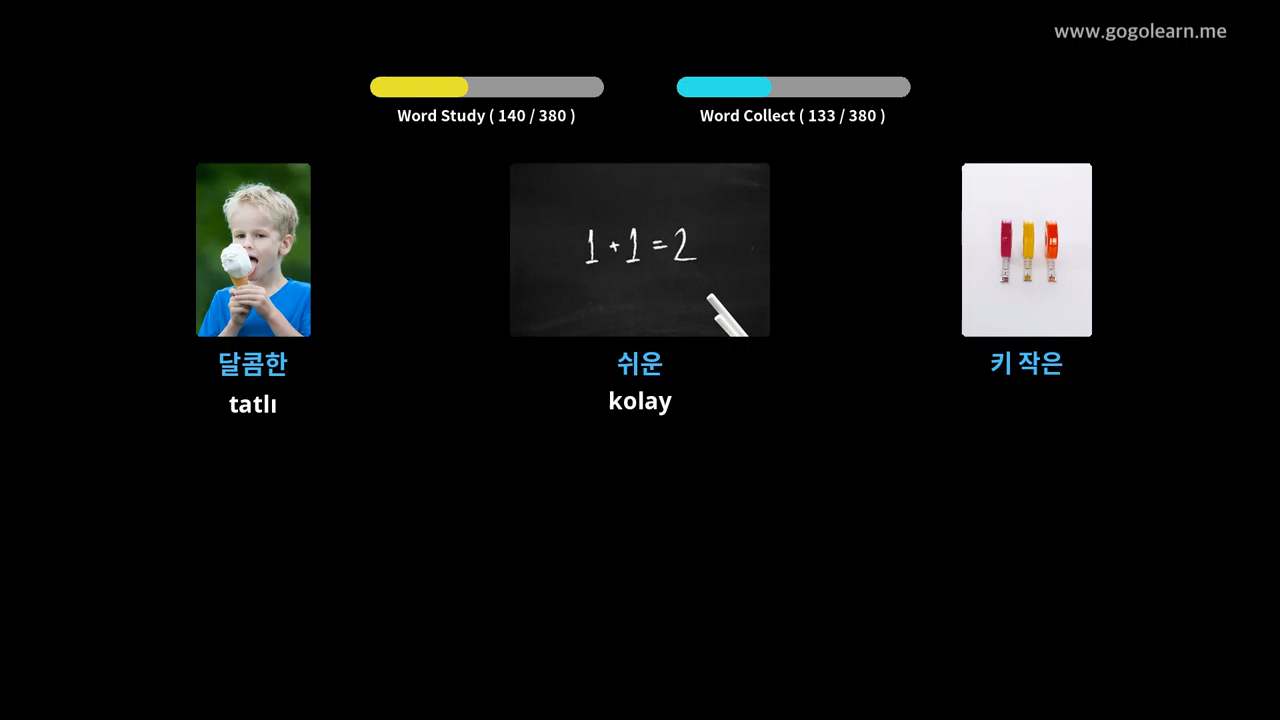 www.gogolearn.me
Word Study ( 140 / 380 )
Word Collect ( 133 / 380 )
1 + 1 = 2
달콤한
쉬운
키 작은
tatlı
kolay